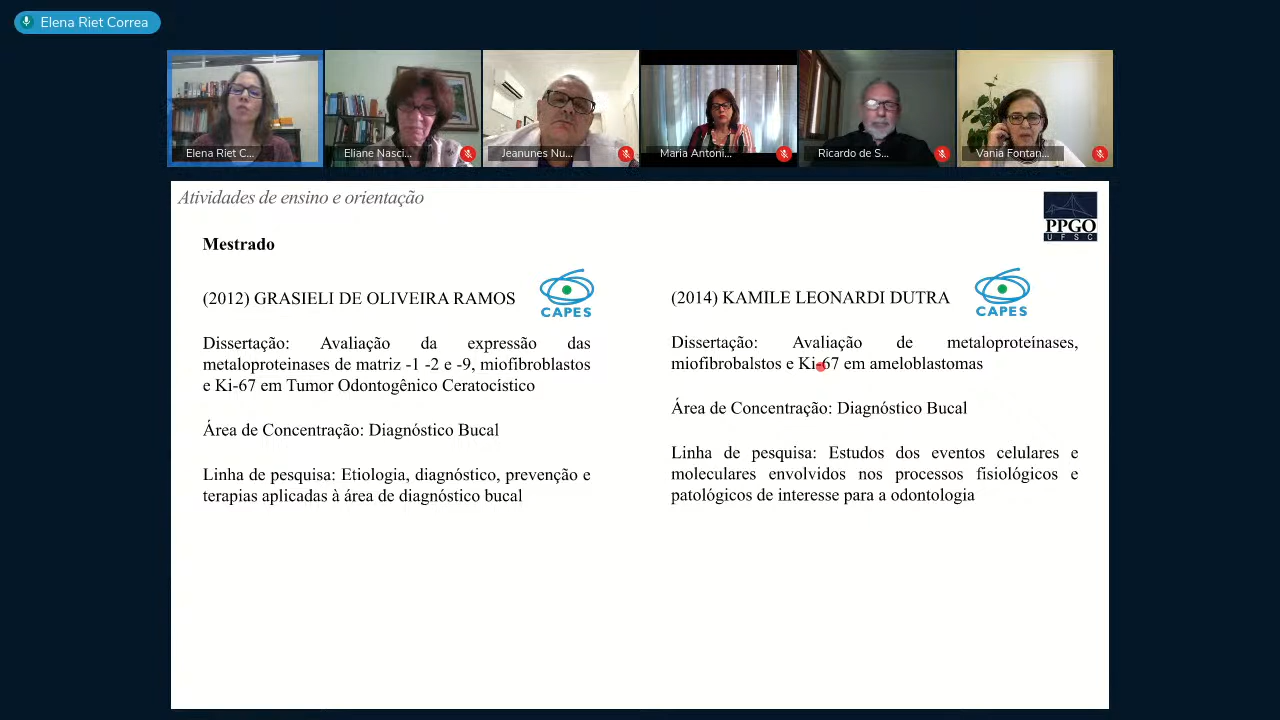 Elena Riet Correa
Elena Riet C...
Eliane Nasci...
Jeanunes Nu...
Maria Antoni...
Ricardo de S...
Vania Fontan...
Atividades de ensino e orientação
PPGO
UFSC
Mestrado
(2012) GRASIELI DE OLIVEIRA RAMOS
CAPES
Dissertação: Avaliação da expressão das
metaloproteinases de matriz -1 -2 e -9, miofibroblastos
e Ki-67 em Tumor Odontogênico Ceratocístico
Área de Concentração: Diagnóstico Bucal
Linha de pesquisa: Etiologia, diagnóstico, prevenção e
terapias aplicadas à área de diagnóstico bucal
(2014) KAMILE LEONARDI DUTRA
CAPES
Dissertação: Avaliação de metaloproteínases,
miofibrobalstos e Ki-67 em ameloblastomas
Área de Concentração: Diagnóstico Bucal
Linha de pesquisa: Estudos dos eventos celulares e
moleculares envolvidos nos processos fisiológicos e
patológicos de interesse para a odontologia